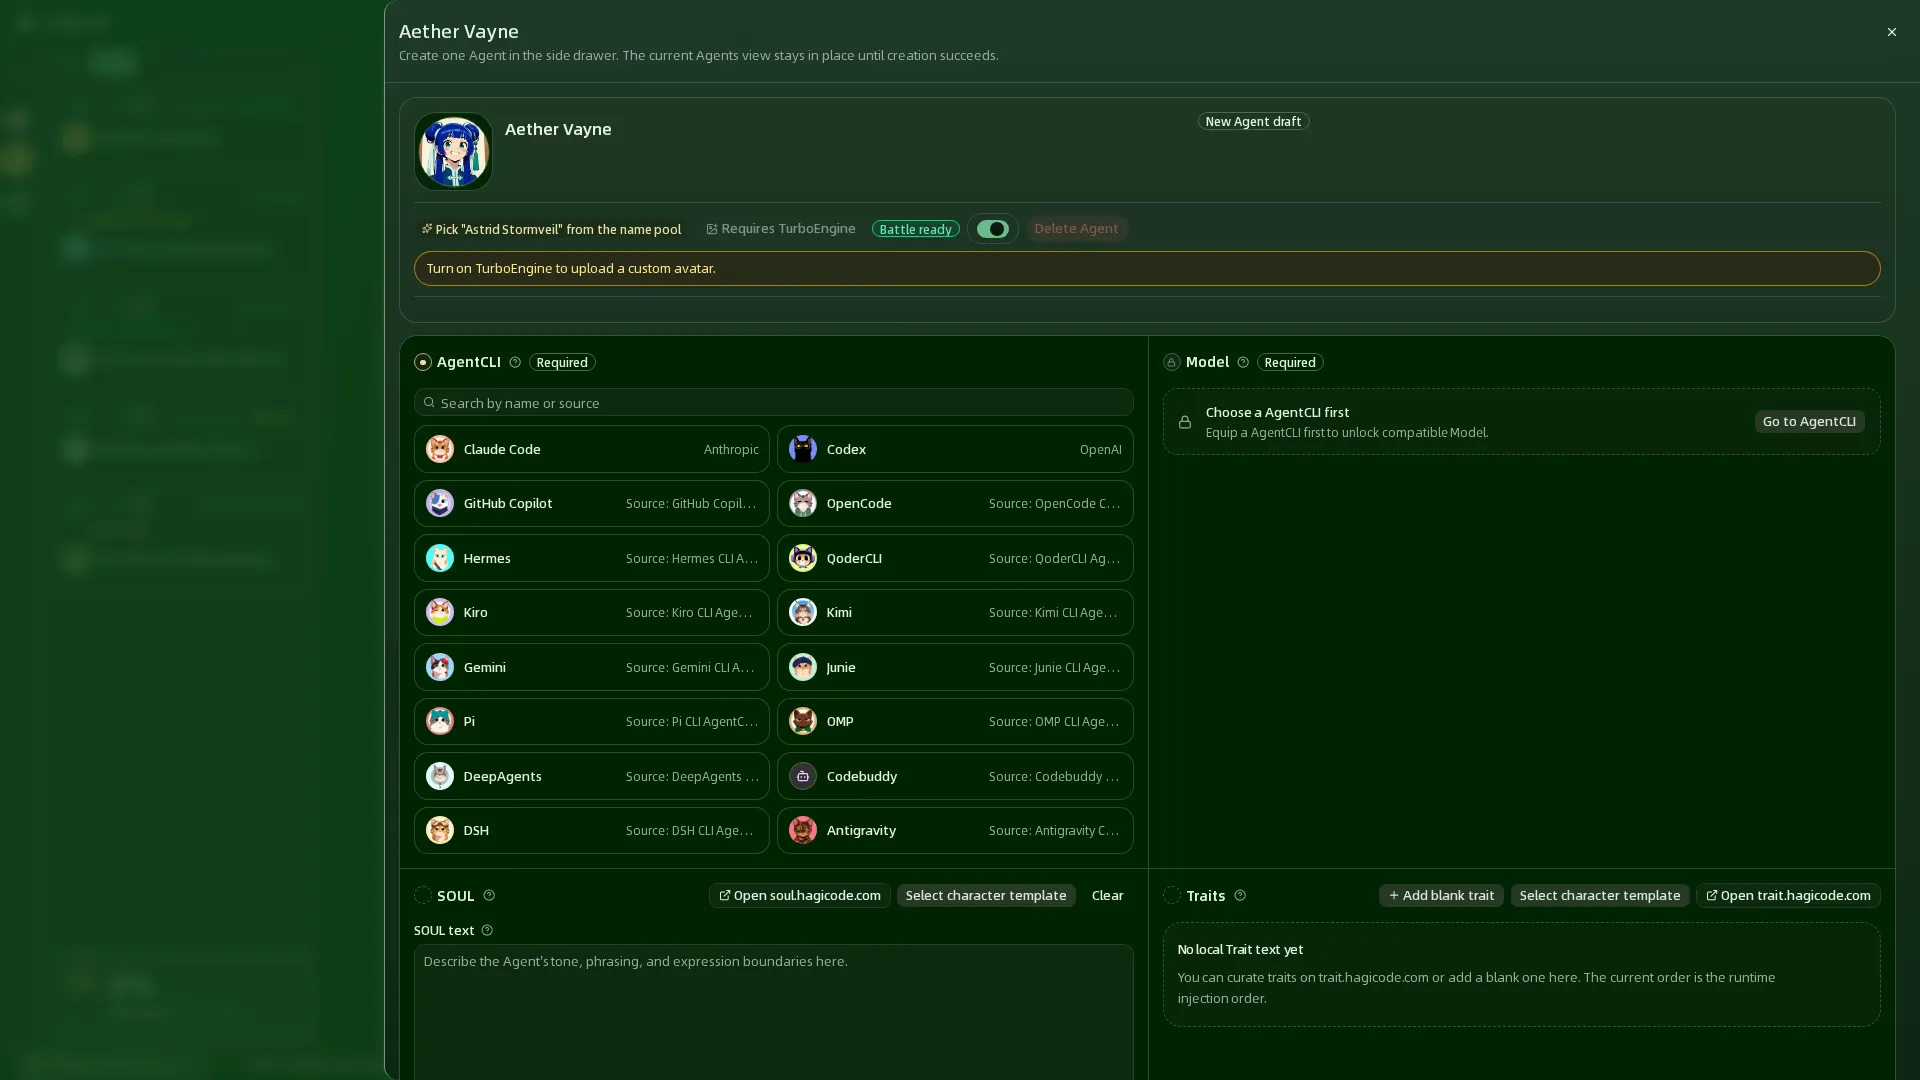 Aether Vayne
Create one Agent in the side drawer. The current Agents view stays in place until creation succeeds.
Aether Vayne
New Agent draft
Pick "Astrid Stormveil" from the name pool
Requires TurboEngine
Battle ready
Delete Agent
Turn on TurboEngine to upload a custom avatar.
AgentCLI
Required
Search by name or source
Claude Code
Anthropic
Codex
OpenAI
GitHub Copilot
Source: GitHub Copil...
OpenCode
Source: OpenCode C...
Hermes
Source: Hermes CLI A...
QoderCLI
Source: QoderCLI Ag...
Kiro
Source: Kiro CLI Age...
Kimi
Source: Kimi CLI Age...
Gemini
Source: Gemini CLI A...
Junie
Source: Junie CLI Age...
Pi
Source: Pi CLI AgentC...
OMP
Source: OMP CLI Age...
DeepAgents
Source: DeepAgents ...
Codebuddy
Source: Codebuddy ...
DSH
Source: DSH CLI Age...
Antigravity
Source: Antigravity C...
Model
Required
Choose a AgentCLI first
Equip a AgentCLI first to unlock compatible Model.
Go to AgentCLI
SOUL
Open soul.hagicode.com
Select character template
Clear
SOUL text
Describe the Agent's tone, phrasing, and expression boundaries here.
Traits
+ Add blank trait
Select character template
Open trait.hagicode.com
No local Trait text yet
You can curate traits on trait.hagicode.com or add a blank one here. The current order is the runtime
injection order.